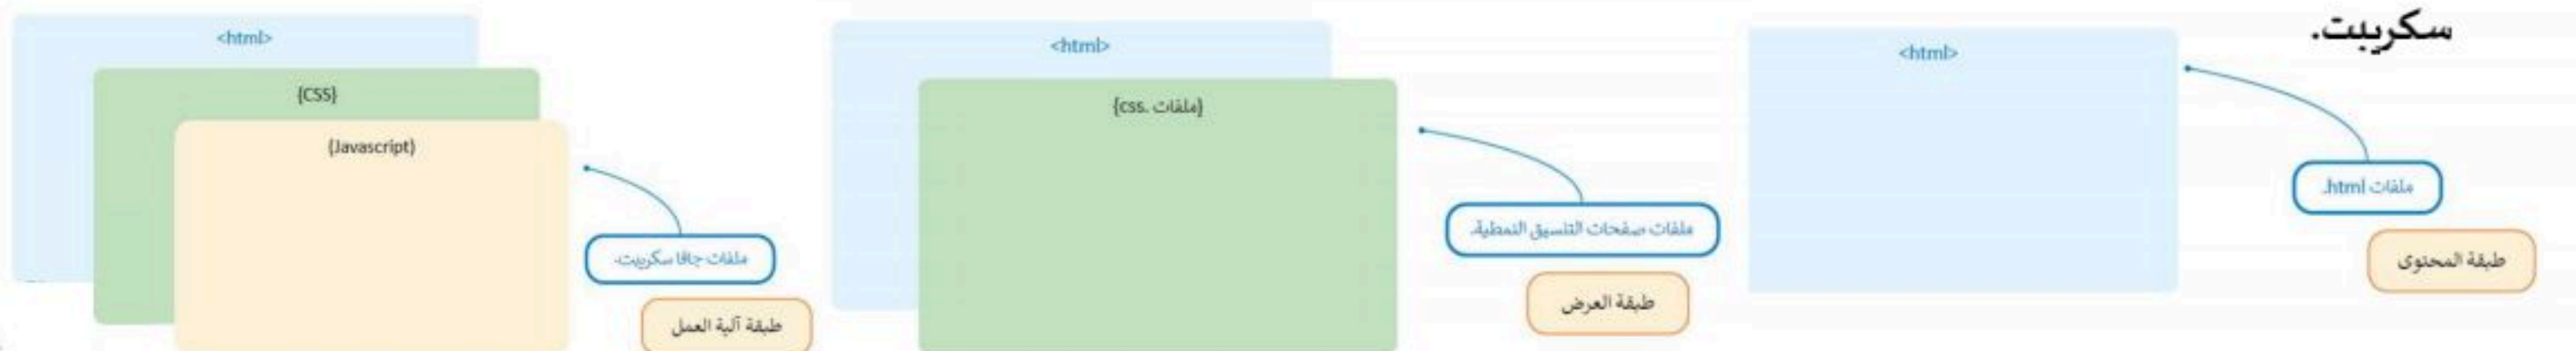 سكريبت.
<html>
ملفات html.
طبقة المحتوى
<html>
{ملفات .css}
ملفات صفحات التنسيق النمطية.
طبقة العرض
<html>
{CSS}
{Javascript}
ملفات جافا سكريبت.
طبقة آلية العمل